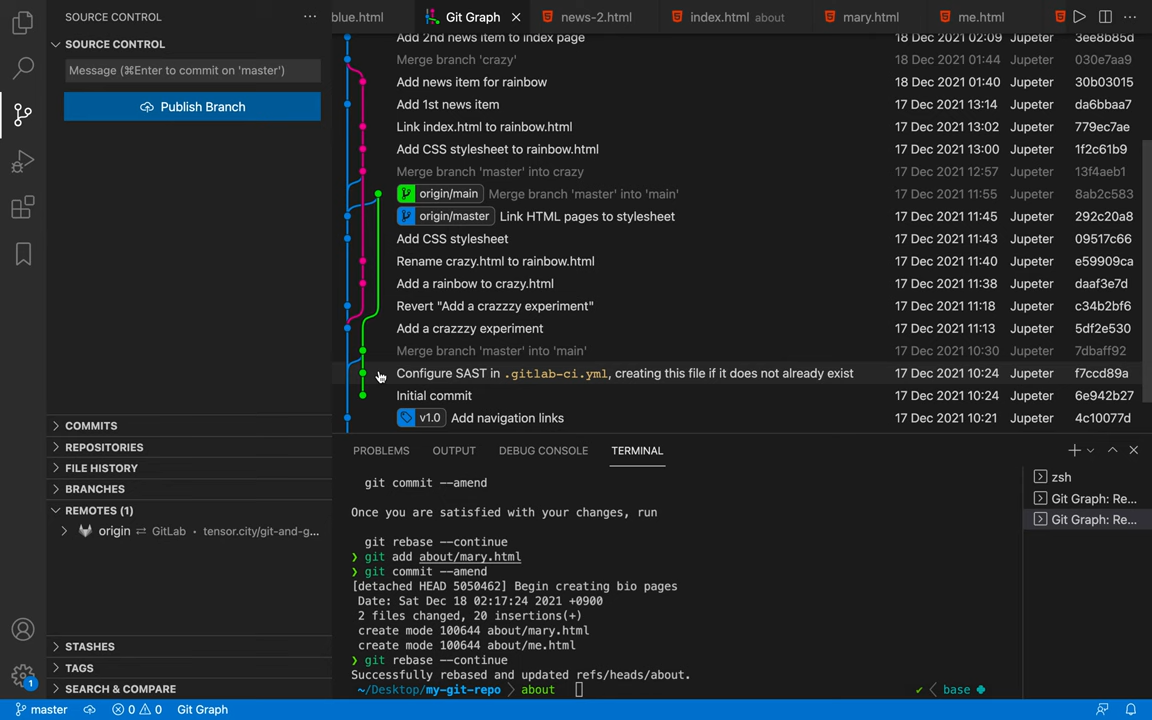 SOURCE CONTROL
SOURCE CONTROL
Message (⌘Enter to commit on 'master')
Publish Branch
COMMITS
REPOSITORIES
FILE HISTORY
BRANCHES
REMOTES (1)
origin ⇄ GitLab • tensor.city/git-and-g...
STASHES
TAGS
SEARCH & COMPARE
blue.html Git Graph news-2.html index.html about mary.html me.html
Add 2nd news item to index page 18 Dec 2021 02:09 Jupeter 3ee8b85d
Merge branch 'crazy' 18 Dec 2021 01:44 Jupeter 030e7aa9
Add news item for rainbow 18 Dec 2021 01:40 Jupeter 30b03015
Add 1st news item 17 Dec 2021 13:14 Jupeter da6bbaa7
Link index.html to rainbow.html 17 Dec 2021 13:02 Jupeter 779ec7ae
Add CSS stylesheet to rainbow.html 17 Dec 2021 13:00 Jupeter 1f2c61b9
Merge branch 'master' into crazy 17 Dec 2021 12:57 Jupeter 13f4aeb1
origin/main Merge branch 'master' into 'main' 17 Dec 2021 11:55 Jupeter 8ab2c583
origin/master Link HTML pages to stylesheet 17 Dec 2021 11:45 Jupeter 292c20a8
Add CSS stylesheet 17 Dec 2021 11:43 Jupeter 09517c66
Rename crazy.html to rainbow.html 17 Dec 2021 11:40 Jupeter e59909ca
Add a rainbow to crazy.html 17 Dec 2021 11:38 Jupeter daaf3e7d
Revert "Add a crazzzy experiment" 17 Dec 2021 11:18 Jupeter c34b2bf6
Add a crazzzy experiment 17 Dec 2021 11:13 Jupeter 5df2e530
Merge branch 'master' into 'main' 17 Dec 2021 10:30 Jupeter 7dbaff92
Configure SAST in .gitlab-ci.yml, creating this file if it does not already exist 17 Dec 2021 10:24 Jupeter f7ccd89a
Initial commit 17 Dec 2021 10:24 Jupeter 6e942b27
v1.0 Add navigation links 17 Dec 2021 10:21 Jupeter 4c10077d
PROBLEMS OUTPUT DEBUG CONSOLE TERMINAL
git commit --amend
Once you are satisfied with your changes, run
git rebase --continue
❯ git add about/mary.html
❯ git commit --amend
[detached HEAD 5050462] Begin creating bio pages
Date: Sat Dec 18 02:17:24 2021 +0900
2 files changed, 20 insertions(+)
create mode 100644 about/mary.html
create mode 100644 about/me.html
❯ git rebase --continue
Successfully rebased and updated refs/heads/about.
~/Desktop/my-git-repo about ✔ base
zsh
Git Graph: Re...
Git Graph: Re...
1
master 0 0 Git Graph